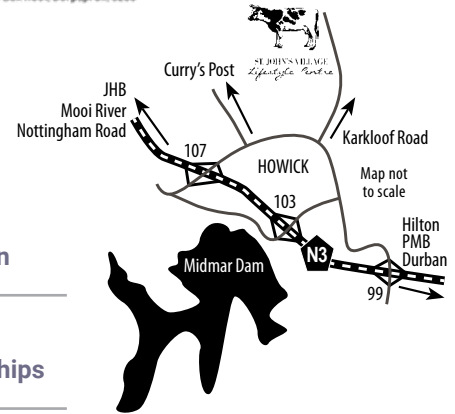 ST. JOHN'S VILLAGE
Lifestyle Centre
Curry's Post
JHB
Mooi River
Nottingham Road
107
Karkloof Road
HOWICK
Map not
to scale
103
Hilton
PMB
Durban
N3
Midmar Dam
99
n
hips